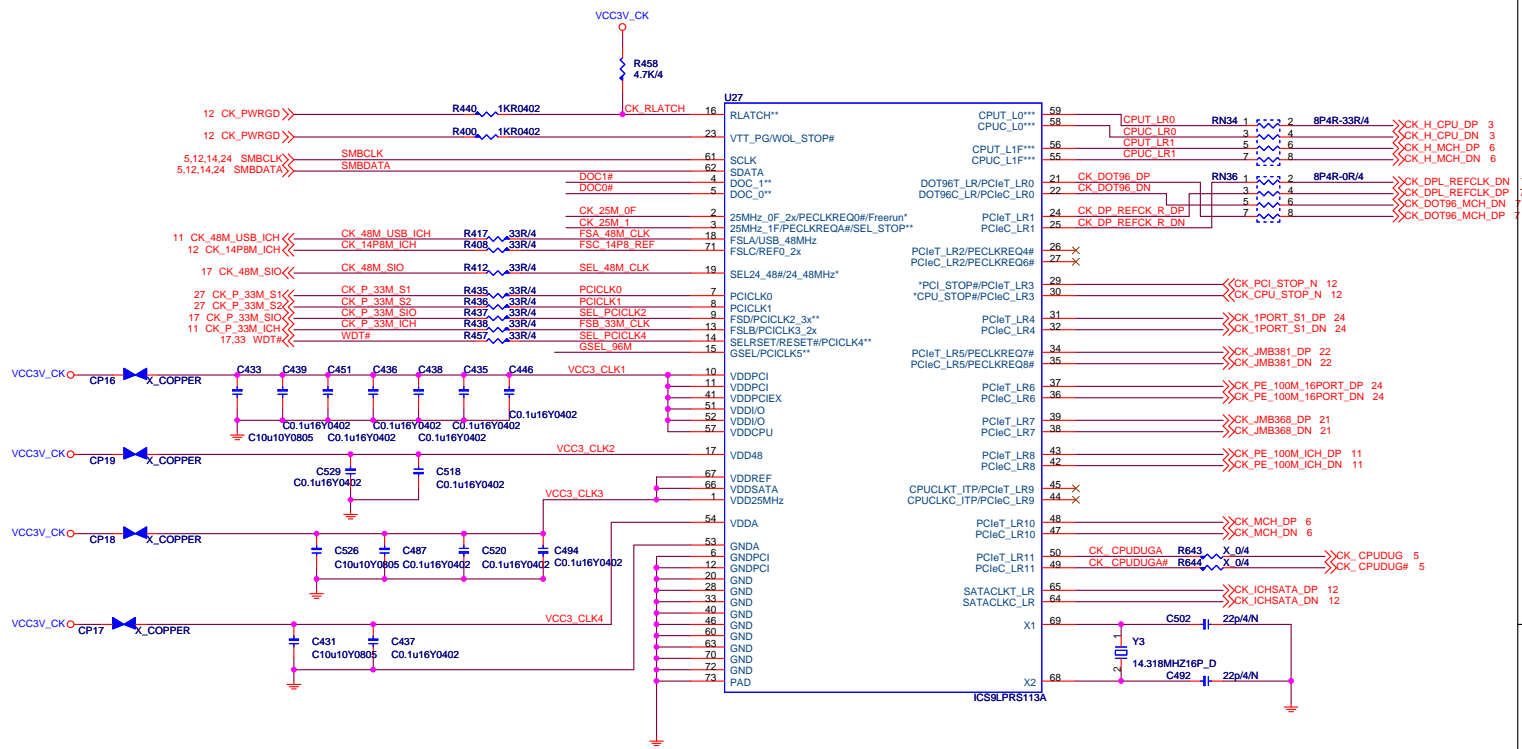 VCC3V_CK
R458
4.7K/4
U27
12 CK_PWRGD R440 1KR0402 CK_RLATCH 16 RLATCH**
12 CK_PWRGD R400 1KR0402 23 VTT_PG/WOL_STOP#
5,12,14,24 SMBCLK SMBCLK 61 SCLK
5,12,14,24 SMBDATA SMBDATA 62 SDATA
DOC1# 4 DOC_1**
DOC0# 5 DOC_0**
CK_25M_0F 2 25MHz_0F_2x/PECLKREQ0#/Freerun*
CK_25M_1 3 25MHz_1F/PECLKREQA#/SEL_STOP**
11 CK_48M_USB_ICH CK_48M_USB_ICH R417 33R/4 FSA_48M_CLK 18 FSLA/USB_48MHz
12 CK_14P8M_ICH CK_14P8M_ICH R408 33R/4 FSC_14P8_REF 71 FSLC/REF0_2x
17 CK_48M_SIO CK_48M_SIO R412 33R/4 SEL_48M_CLK 19 SEL24_48#/24_48MHz*
27 CK_P_33M_S1 CK_P_33M_S1 R435 33R/4 PCICLK0 7 PCICLK0
27 CK_P_33M_S2 CK_P_33M_S2 R436 33R/4 PCICLK1 8 PCICLK1
17 CK_P_33M_SIO CK_P_33M_SIO R437 33R/4 SEL_PCICLK2 9 FSD/PCICLK2_3x**
11 CK_P_33M_ICH CK_P_33M_ICH R438 33R/4 FSB_33M_CLK 13 FSLB/PCICLK3_2x
17,33 WDT# WDT# R457 33R/4 SEL_PCICLK4 14 SELRSET/RESET#/PCICLK4**
GSEL_96M 15 GSEL/PCICLK5**
VCC3V_CK CP16 X_COPPER C433 C439 C451 C436 C438 C435 C446 VCC3_CLK1 10 VDDPCI
11 VDDPCI
41 VDDPCIEX
51 VDDI/O
52 VDDI/O
57 VDDCPU
C0.1u16Y0402
C0.1u16Y0402 C0.1u16Y0402 C0.1u16Y0402
C10u10Y0805 C0.1u16Y0402 C0.1u16Y0402
VCC3V_CK CP19 X_COPPER VCC3_CLK2 17 VDD48
C529 C518
C0.1u16Y0402 C0.1u16Y0402
67 VDDREF
66 VDDSATA
VCC3_CLK3 1 VDD25MHz
VCC3V_CK CP18 X_COPPER
54 VDDA
C526 C487 C520 C494
C10u10Y0805 C0.1u16Y0402 C0.1u16Y0402 C0.1u16Y0402
53 GNDA
6 GNDPCI
12 GNDPCI
20 GND
28 GND
33 GND
40 GND
46 GND
60 GND
63 GND
70 GND
72 GND
73 PAD
VCC3V_CK CP17 X_COPPER VCC3_CLK4
C431 C437
C10u10Y0805 C0.1u16Y0402
CPUT_L0*** 59 CPUT_LR0 RN34 1 2 8P4R-33R/4 CK_H_CPU_DP 3
CPUC_L0*** 58 CPUC_LR0 3 4 CK_H_CPU_DN 3
CPUT_L1F*** 56 CPUT_LR1 5 6 CK_H_MCH_DP 6
CPUC_L1F*** 55 CPUC_LR1 7 8 CK_H_MCH_DN 6
DOT96T_LR/PCIeT_LR0 21 CK_DOT96_DP RN36 1 2 8P4R-0R/4 CK_DPL_REFCLK_DN
DOT96C_LR/PCIeC_LR0 22 CK_DOT96_DN 3 4 CK_DPL_REFCLK_DP
5 6 CK_DOT96_MCH_DN 7
PCIeT_LR1 24 CK_DP_REFCK_R_DP 7 8 CK_DOT96_MCH_DP 7
PCIeC_LR1 25 CK_DP_REFCK_R_DN
PCIeT_LR2/PECLKREQ4# 26
PCIeC_LR2/PECLKREQ6# 27
*PCI_STOP#/PCIeT_LR3 29 CK_PCI_STOP_N 12
*CPU_STOP#/PCIeC_LR3 30 CK_CPU_STOP_N 12
PCIeT_LR4 31 CK_1PORT_S1_DP 24
PCIeC_LR4 32 CK_1PORT_S1_DN 24
PCIeT_LR5/PECLKREQ7# 34 CK_JMB381_DP 22
PCIeC_LR5/PECLKREQ8# 35 CK_JMB381_DN 22
PCIeT_LR6 37 CK_PE_100M_16PORT_DP 24
PCIeC_LR6 36 CK_PE_100M_16PORT_DN 24
PCIeT_LR7 39 CK_JMB368_DP 21
PCIeC_LR7 38 CK_JMB368_DN 21
PCIeT_LR8 43 CK_PE_100M_ICH_DP 11
PCIeC_LR8 42 CK_PE_100M_ICH_DN 11
CPUCLKT_ITP/PCIeT_LR9 45
CPUCLKC_ITP/PCIeC_LR9 44
PCIeT_LR10 48 CK_MCH_DP 6
PCIeC_LR10 47 CK_MCH_DN 6
PCIeT_LR11 50 CK_CPUDUGA R643 X_0/4 CK_CPUDUG 5
PCIeC_LR11 49 CK_CPUDUGA# R644 X_0/4 CK_CPUDUG# 5
SATACLKT_LR 65 CK_ICHSATA_DP 12
SATACLKC_LR 64 CK_ICHSATA_DN 12
X1 69 C502 22p/4/N
1 Y3
2 14.318MHZ16P_D
X2 68 C492 22p/4/N
ICS9LPRS113A